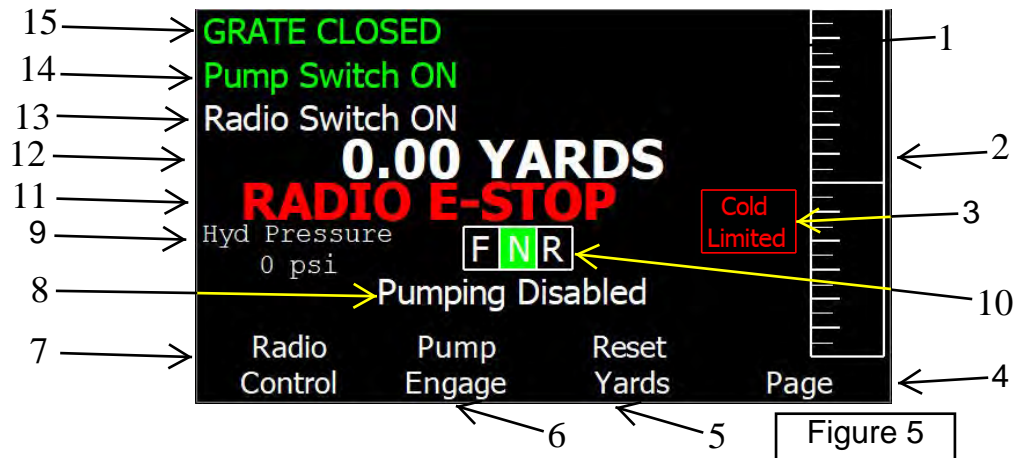 15
GRATE CLOSED
1
14
Pump Switch ON
13
Radio Switch ON
12
0.00 YARDS
2
11
RADIO E-STOP
Cold
Limited
3
9
Hyd Pressure
0 psi
F N R
10
8
Pumping Disabled
7
Radio
Control
Pump
Engage
Reset
Yards
Page
4
6
5
Figure 5